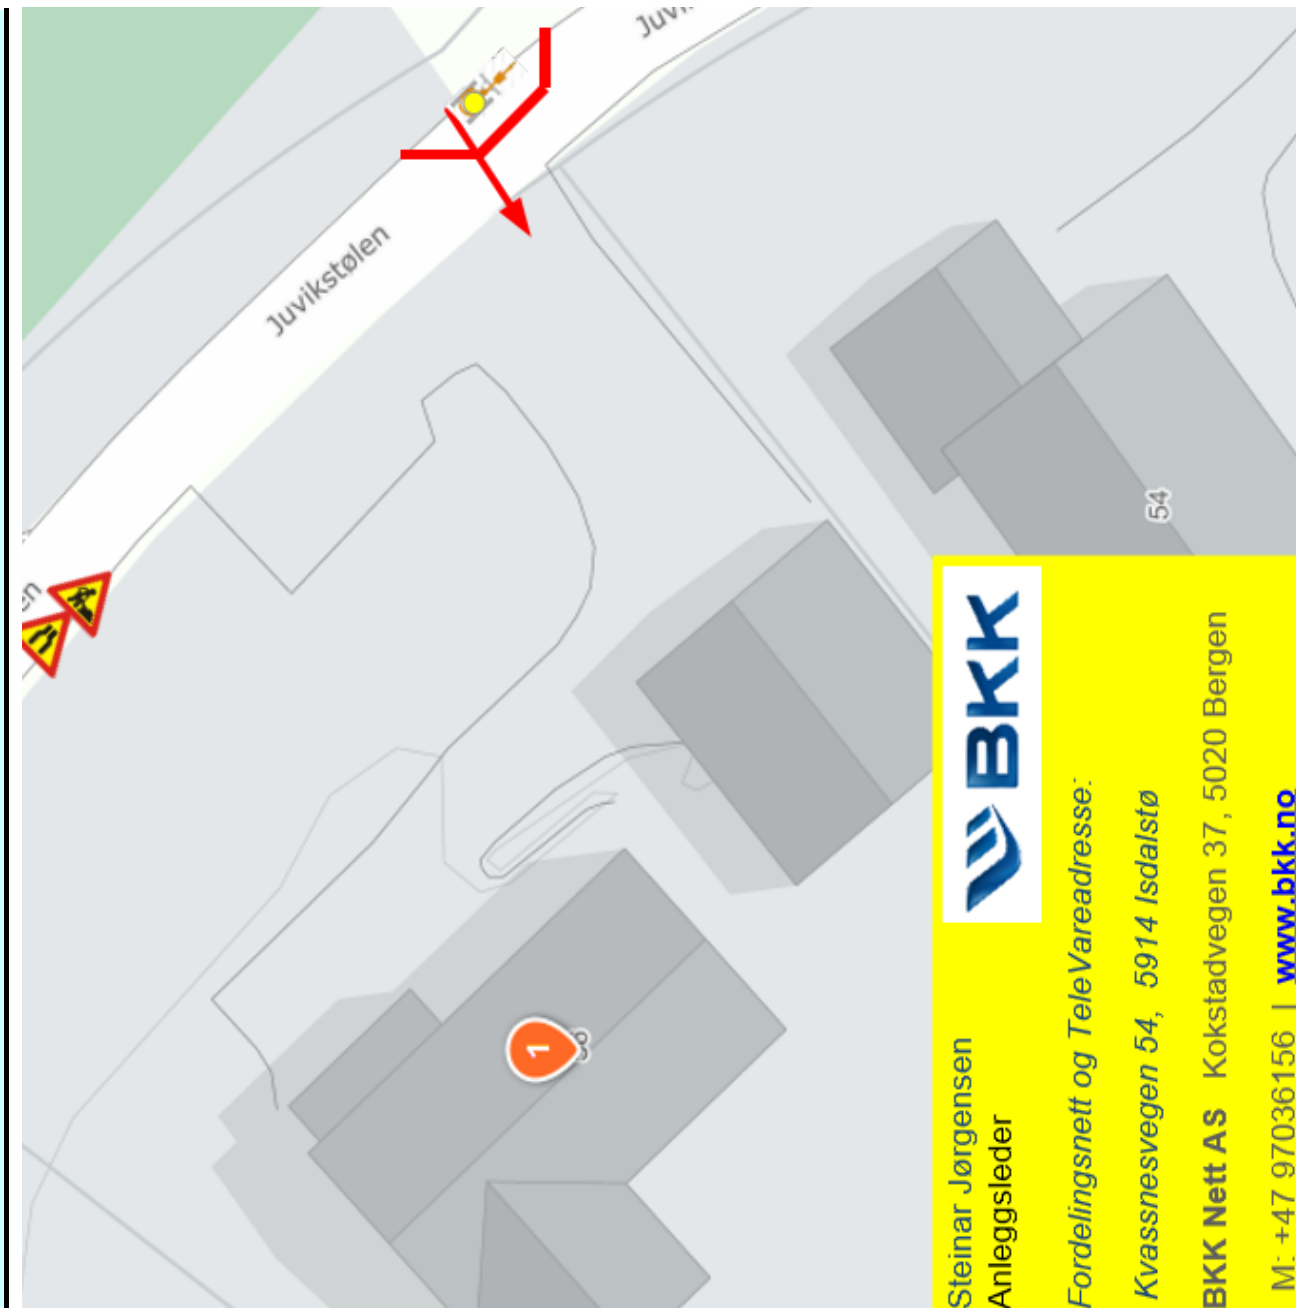 Juvikstølen
54
1
BKK
Steinar Jørgensen
Anleggsleder
Fordelingsnett og TeleVareadresse:
Kvassnesvegen 54, 5914 Isdalstø
BKK Nett AS Kokstadvegen 37, 5020 Bergen
M: +47 97036156 | www.bkk.no